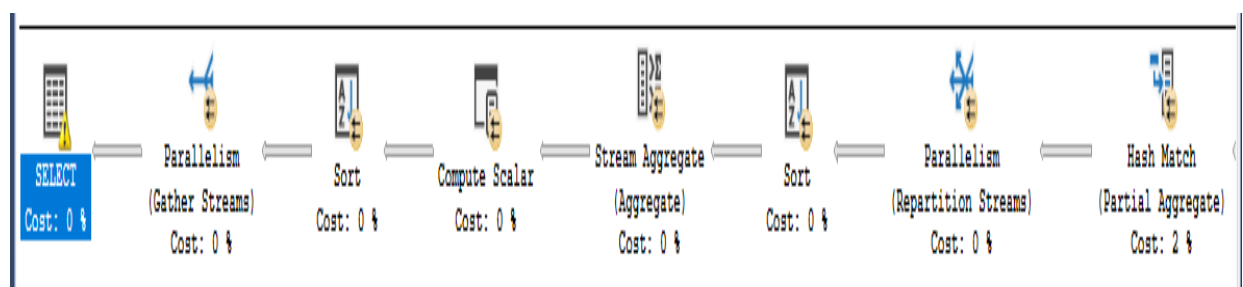 SELECT
Cost: 0 %
Parallelism
(Gather Streams)
Cost: 0 %
Sort
Cost: 0 %
Compute Scalar
Cost: 0 %
Stream Aggregate
(Aggregate)
Cost: 0 %
Sort
Cost: 0 %
Parallelism
(Repartition Streams)
Cost: 0 %
Hash Match
(Partial Aggregate)
Cost: 2 %